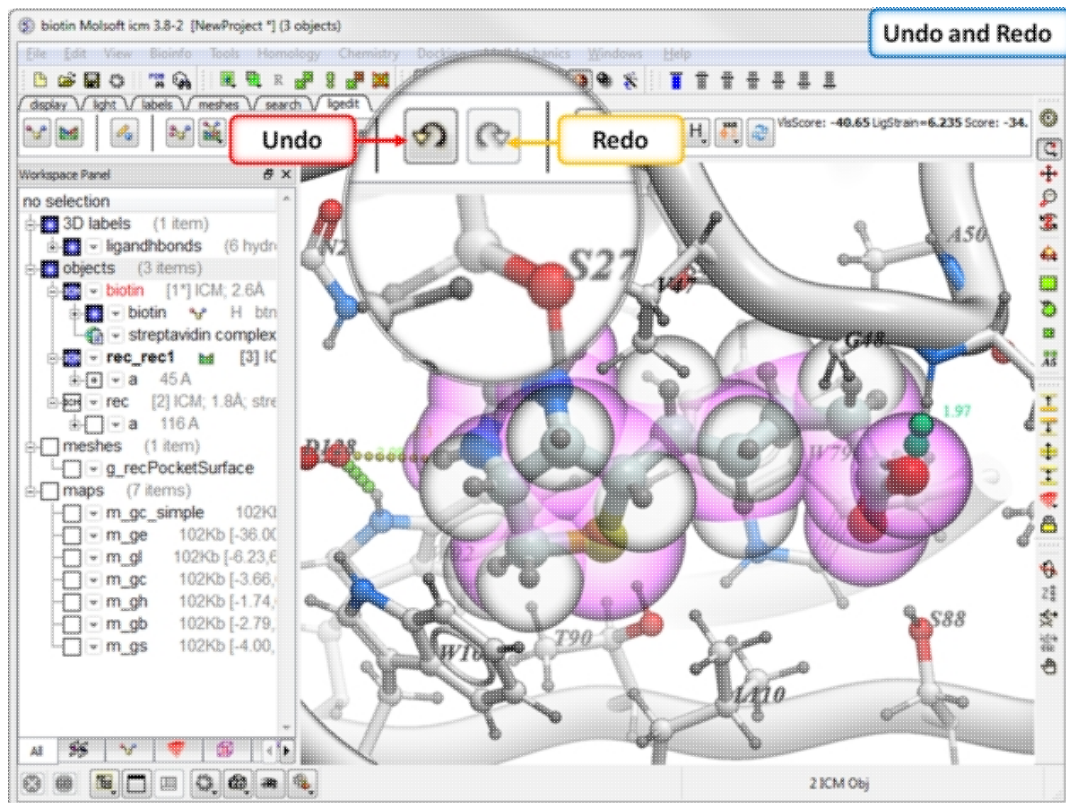 biotin Molsoft icm 3.8-2 [NewProject *] (3 objects)
Undo and Redo
File Edit View Bioinfo Tools Homology Chemistry Docking MolMechanics Windows Help
display light labels meshes search ligedit
Undo
Redo
VlsScore: -40.65 LigStrain=6.235 Score: -34.
Workspace Panel
no selection
3D labels (1 item)
ligandhbonds (6 hydr
objects (3 items)
biotin [1*] ICM; 2.6Å
biotin H btn
streptavidin complex
rec_rec1 [3] IC
a 45 A
rec [2] ICM; 1.8Å; stre
a 116 A
meshes (1 item)
g_recPocketSurface
maps (7 items)
m_gc_simple 102Kl
m_ge 102Kb [-36.00
m_gl 102Kb [-6.23,6
m_gc 102Kb [-3.66,
m_gh 102Kb [-1.74,
m_gb 102Kb [-2.79,
m_gs 102Kb [-4.00,
S27
A50
V47
G48
1.97
D128
W79
T90
S88
L110
All
2 ICM Obj